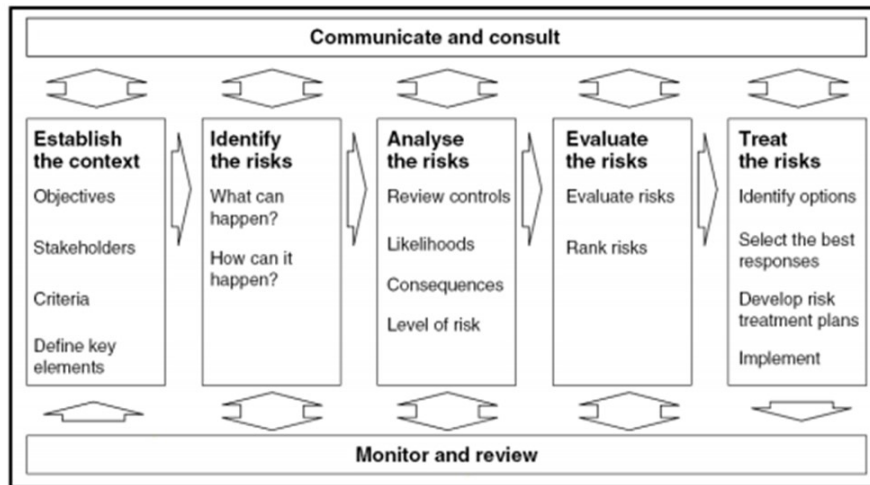 Communicate and consult
Establish
the context
Objectives
Stakeholders
Criteria
Define key
elements
Identify
the risks
What can
happen?
How can it
happen?
Analyse
the risks
Review controls
Likelihoods
Consequences
Level of risk
Evaluate
the risks
Evaluate risks
Rank risks
Treat
the risks
Identify options
Select the best
responses
Develop risk
treatment plans
Implement
Monitor and review